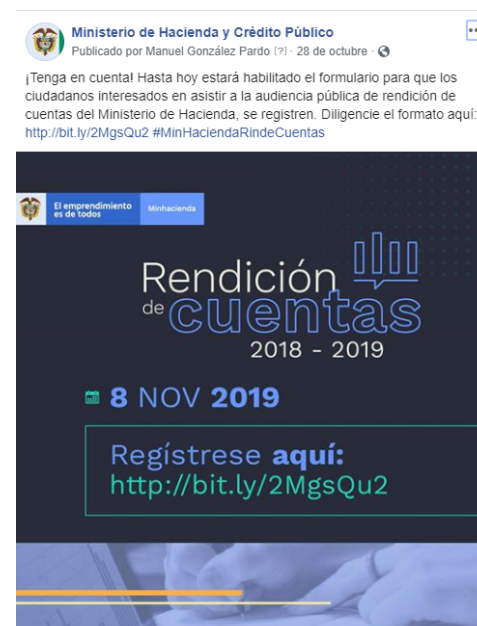 Ministerio de Hacienda y Crédito Público
Publicado por Manuel González Pardo [?] · 28 de octubre ·
¡Tenga en cuenta! Hasta hoy estará habilitado el formulario para que los
ciudadanos interesados en asistir a la audiencia pública de rendición de
cuentas del Ministerio de Hacienda, se registren. Diligencie el formato aquí:
http://bit.ly/2MgsQu2 #MinHaciendaRindeCuentas
El emprendimiento
es de todos
Minhacienda
Rendición
de cuentas
2018 - 2019
8 NOV 2019
Regístrese aquí:
http://bit.ly/2MgsQu2